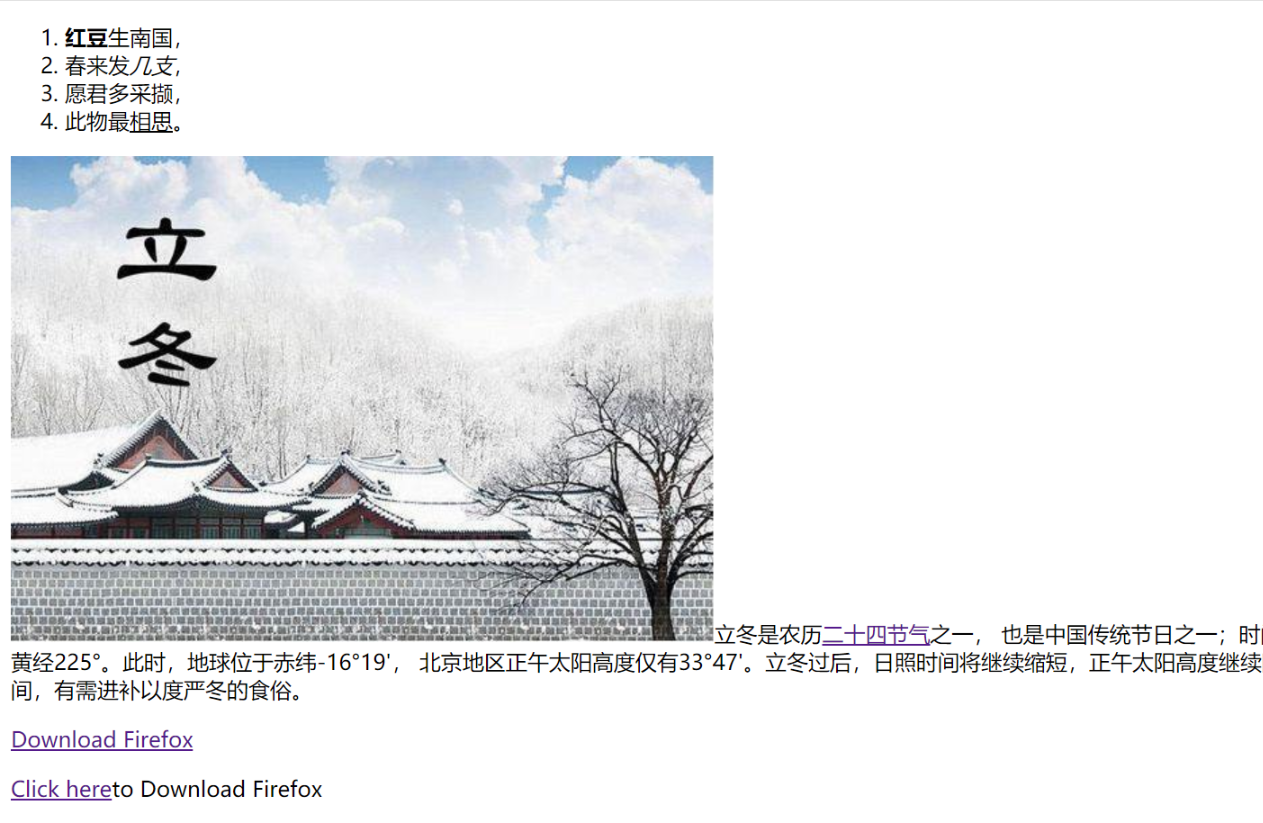 1. 红豆生南国，
2. 春来发几支，
3. 愿君多采撷，
4. 此物最相思。
立
冬
立冬是农历二十四节气之一， 也是中国传统节日之一；时
黄经225°。此时，地球位于赤纬-16°19'， 北京地区正午太阳高度仅有33°47'。立冬过后，日照时间将继续缩短，正午太阳高度继续
间，有需进补以度严冬的食俗。
Download Firefox
Click hereto Download Firefox